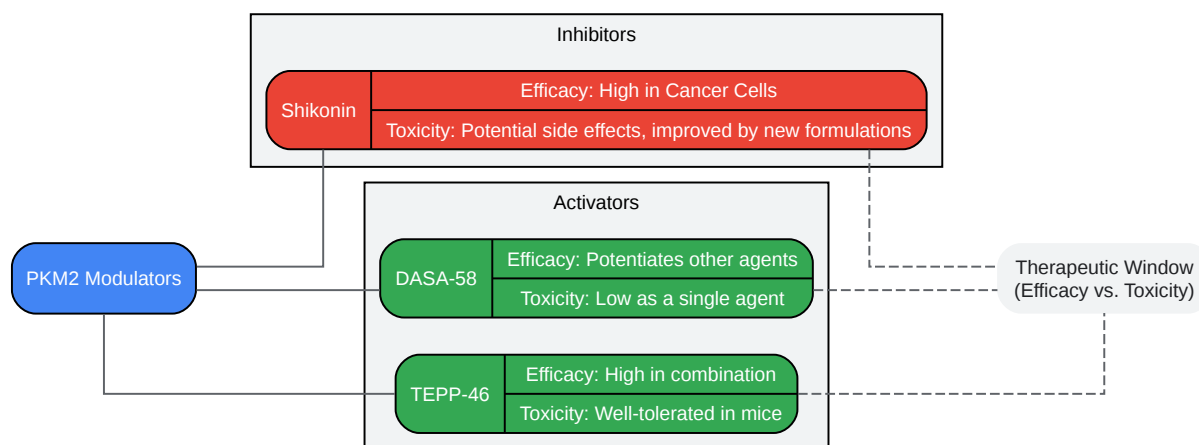 Inhibitors
Shikonin
Efficacy: High in Cancer Cells
Toxicity: Potential side effects, improved by new formulations
Activators
PKM2 Modulators
DASA-58
Efficacy: Potentiates other agents
Toxicity: Low as a single agent
Therapeutic Window
(Efficacy vs. Toxicity)
TEPP-46
Efficacy: High in combination
Toxicity: Well-tolerated in mice